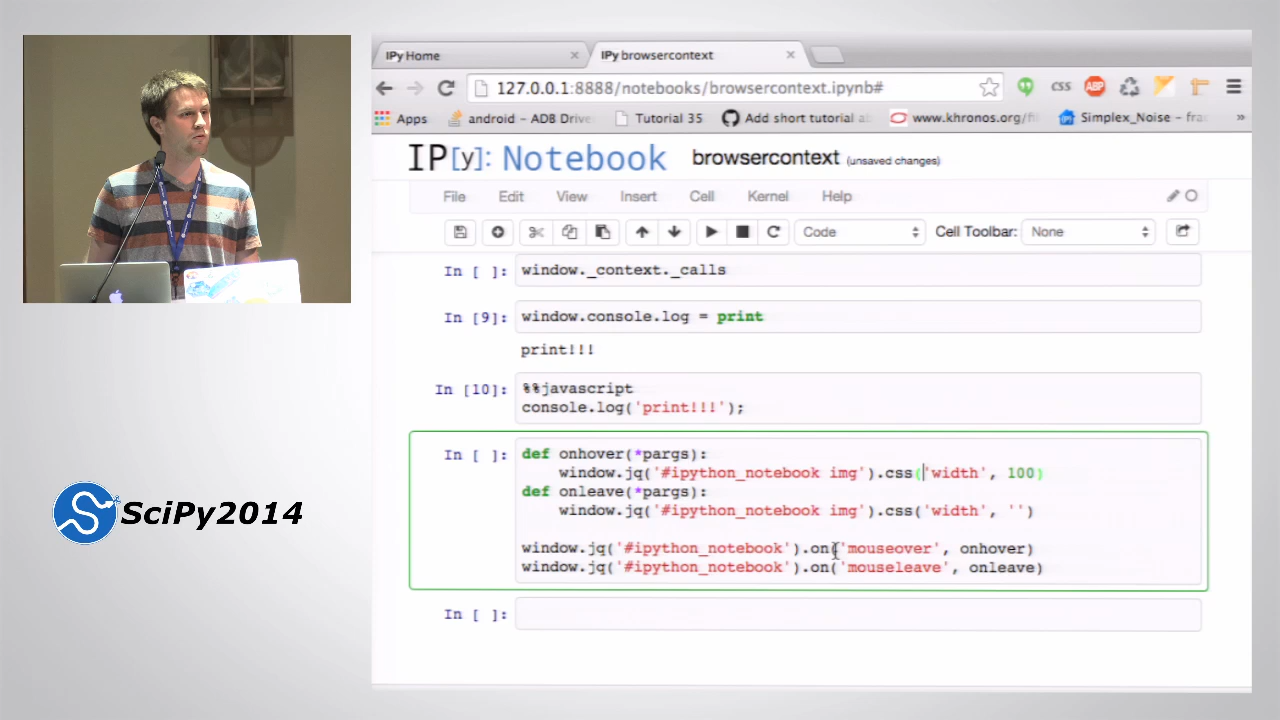 IPy Home
IPy browsercontext
127.0.0.1:8888/notebooks/browsercontext.ipynb#
CSS
ABP
Apps
android - ADB Drive
Tutorial 35
Add short tutorial
www.khronos.org/
Simplex_Noise -
»
IP[y]: Notebook browsercontext (unsaved changes)
File Edit View Insert Cell Kernel Help
Code
Cell Toolbar: None
In [ ]: window._context._calls
In [9]: window.console.log = print
print!!!
In [10]: %%javascript
console.log('print!!!');
In [ ]: def onhover(*pargs):
window.jq('#ipython_notebook img').css('width', 100)
def onleave(*pargs):
window.jq('#ipython_notebook img').css('width', '')
window.jq('#ipython_notebook').on('mouseover', onhover)
window.jq('#ipython_notebook').on('mouseleave', onleave)
In [ ]:
SciPy2014